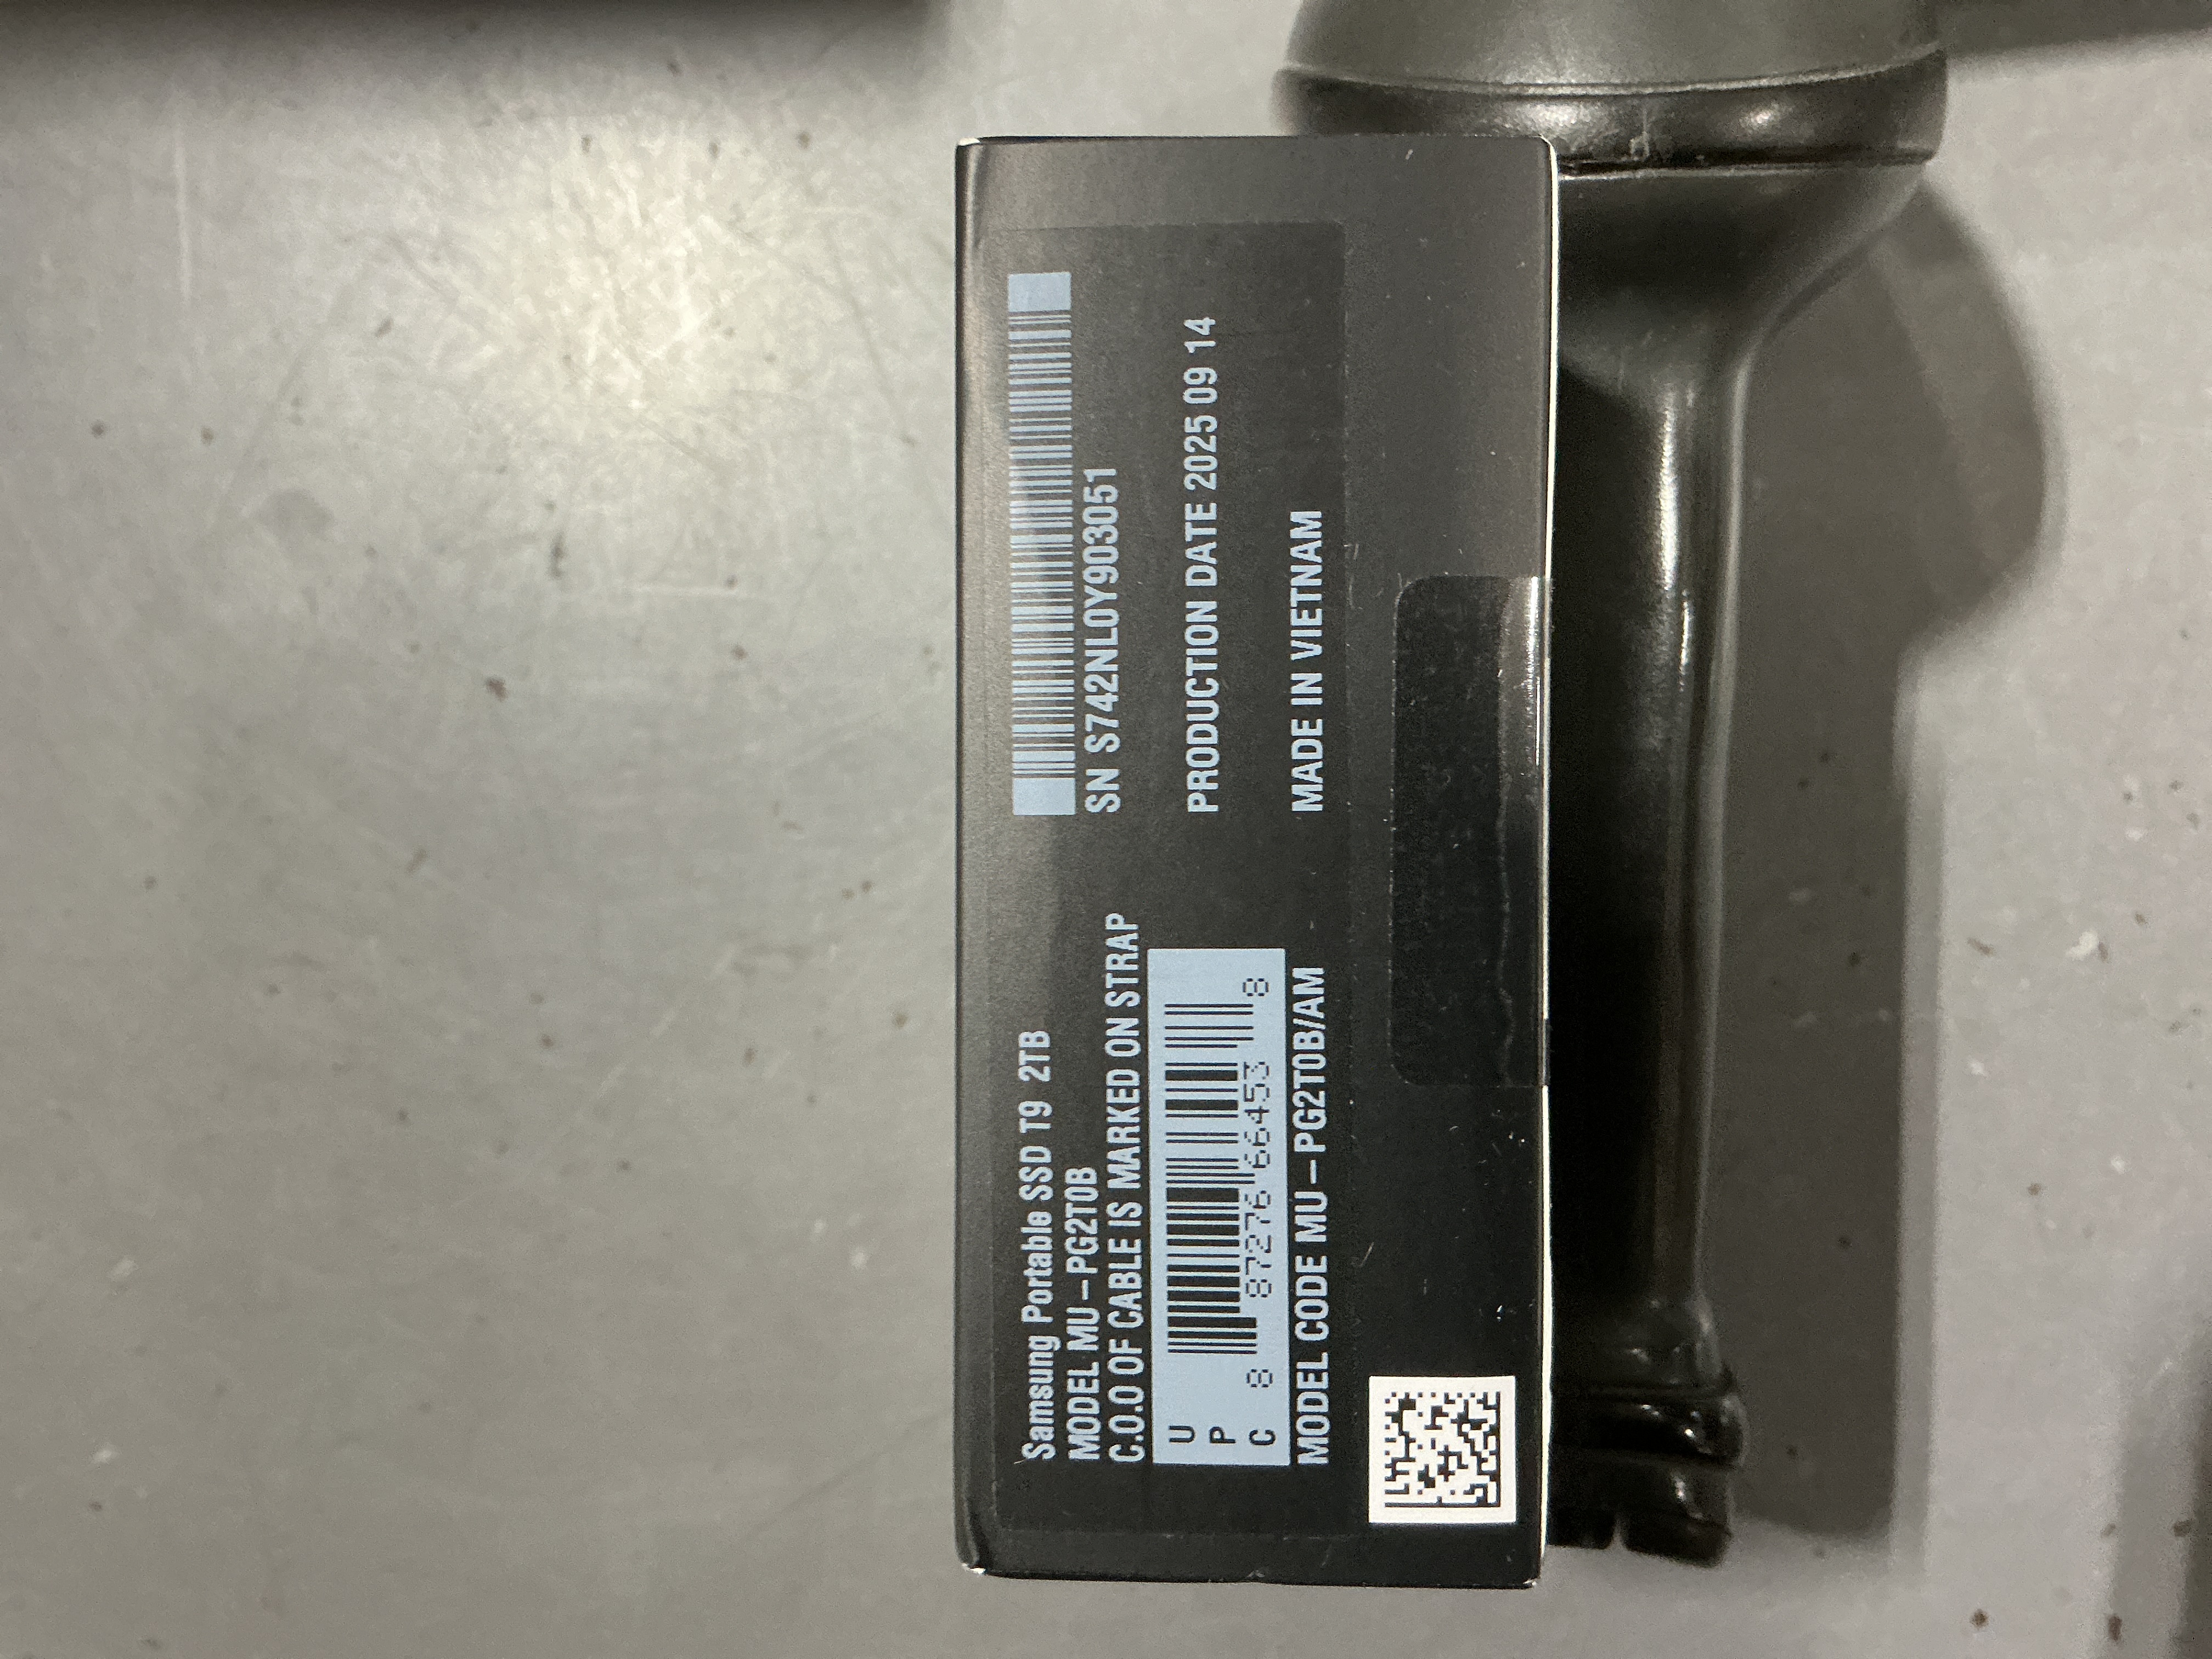 Samsung Portable SSD T9 2TB
MODEL MU-PG2T0B
C.O.O OF CABLE IS MARKED ON STRAP
UPC
8 87276 66453 8
MODEL CODE MU-PG2T0B/AM
SN S742NL0Y903051
PRODUCTION DATE 2025 09 14
MADE IN VIETNAM